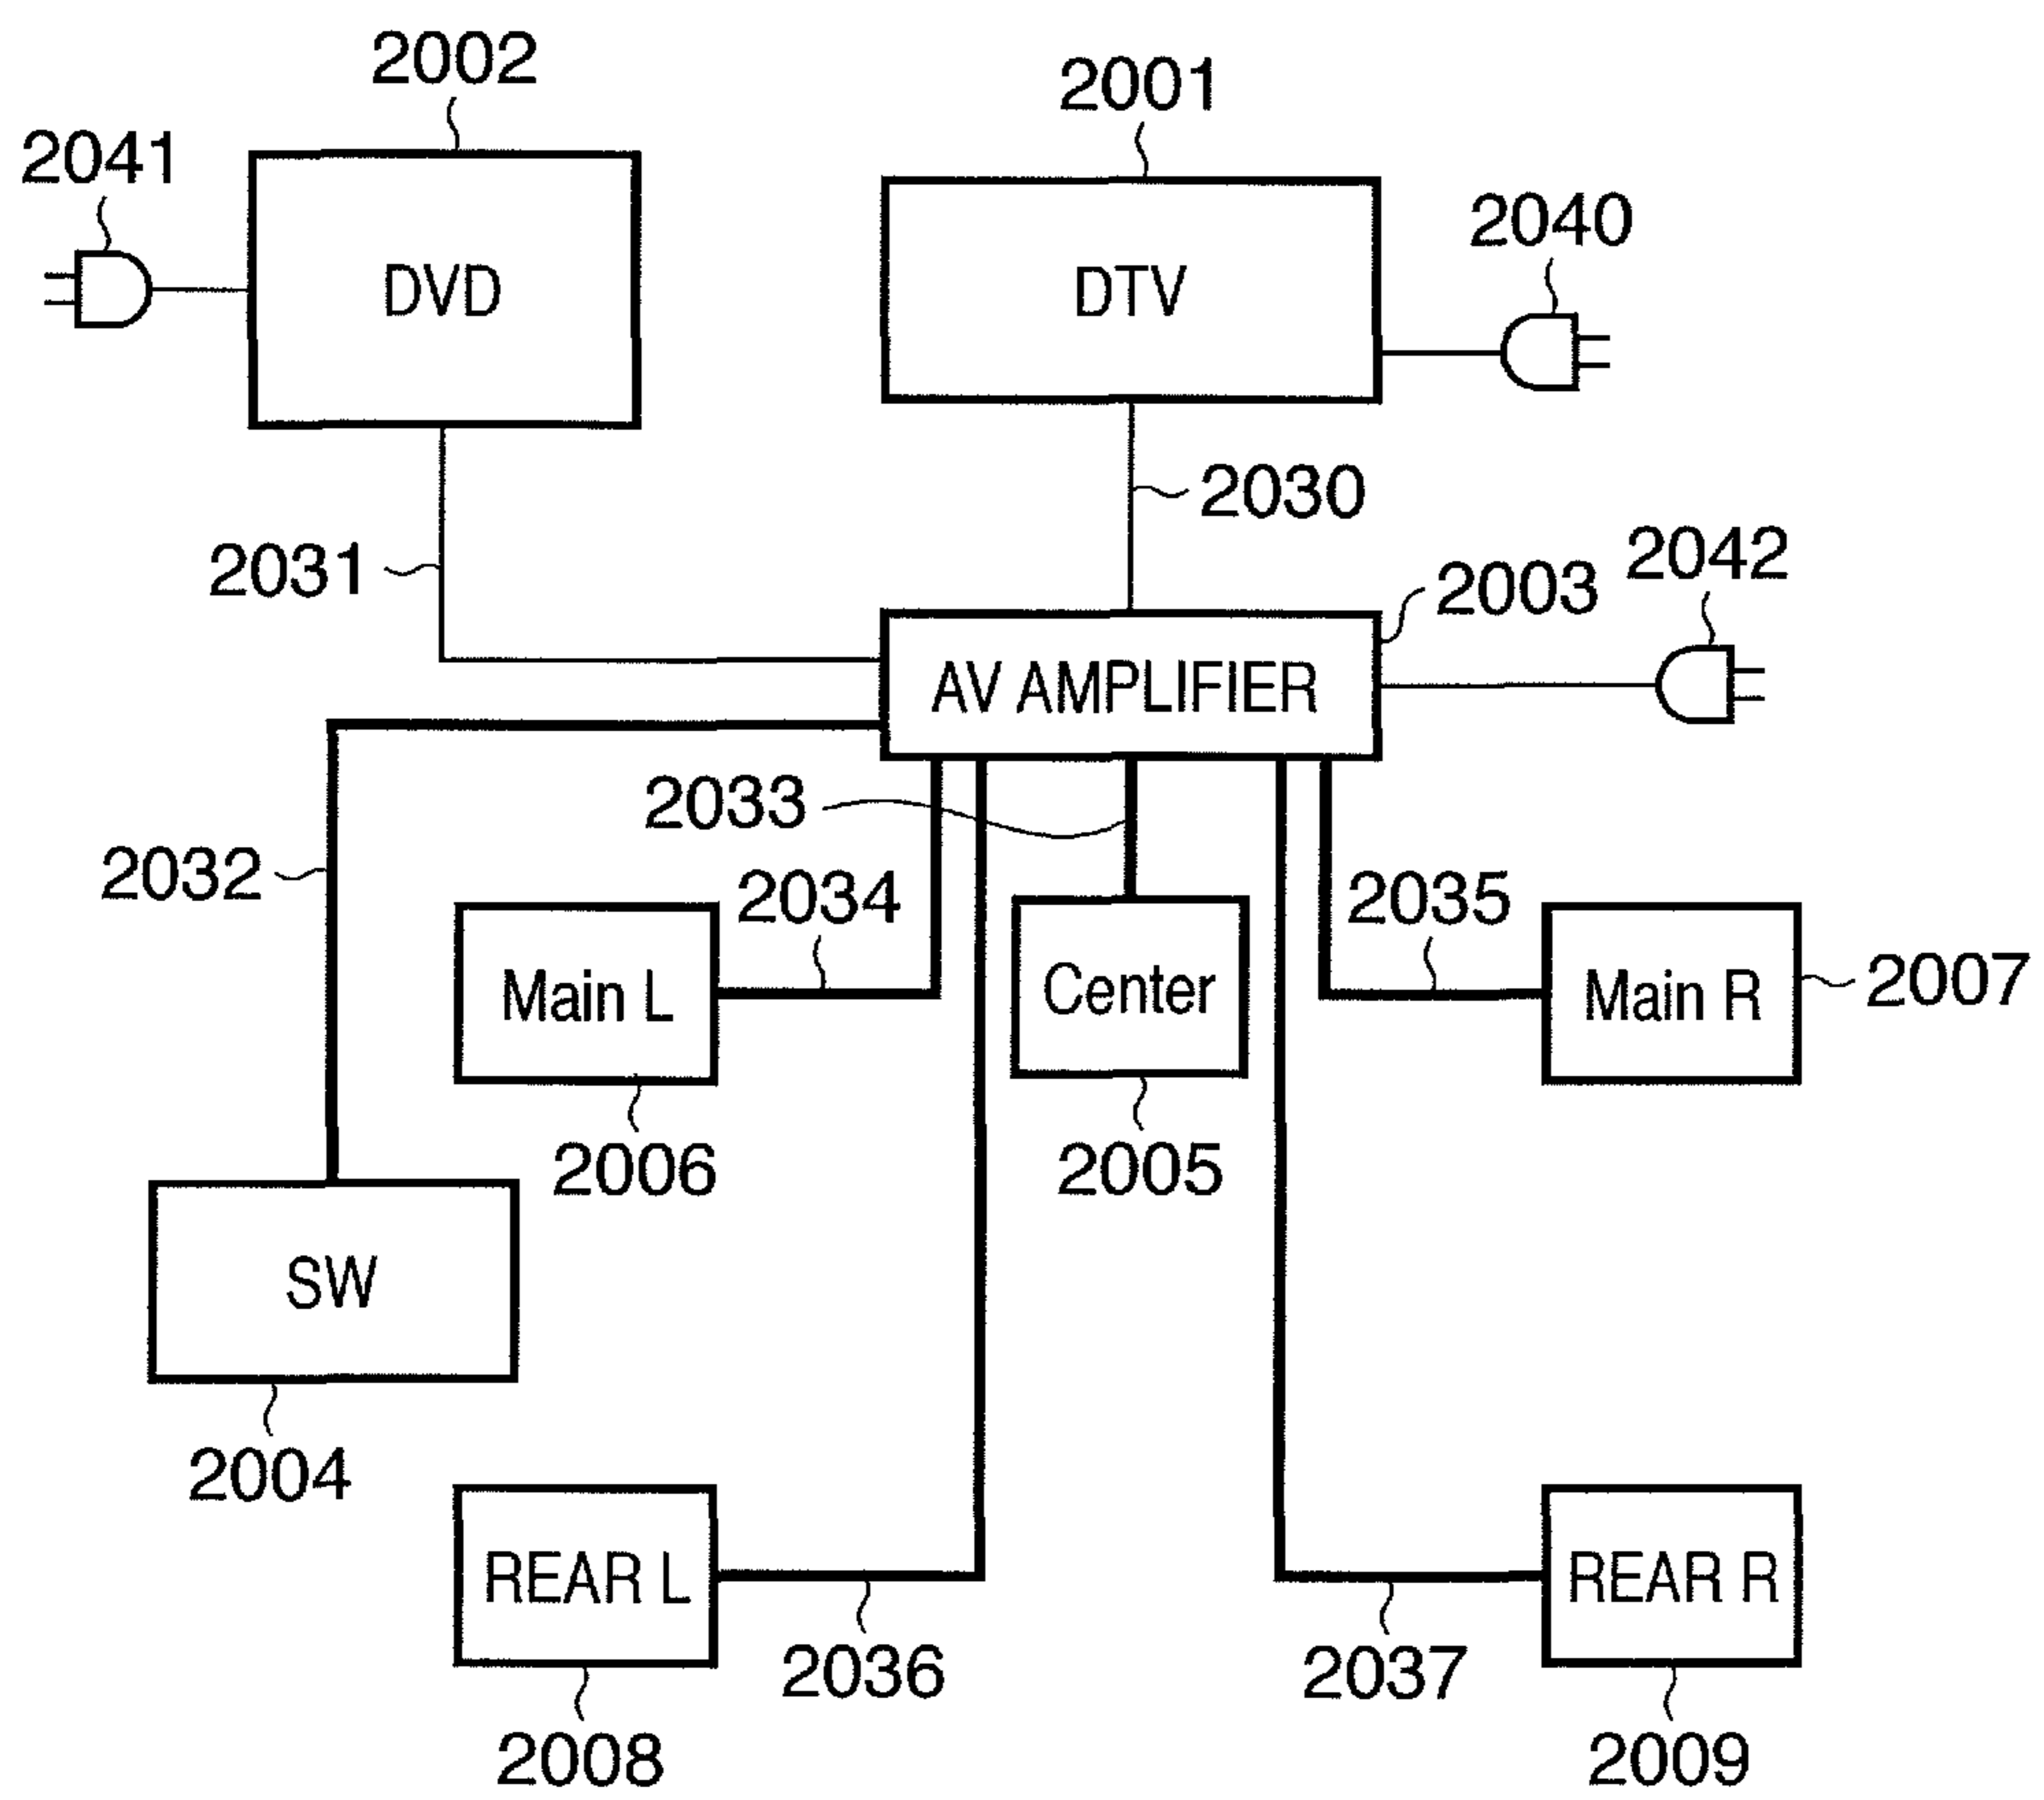 2002
2001
2041
2040
DVD
DTV
2030
2031
2042
2003
AV AMPLIFIER
2033
2032
2034
2035
Main L
Center
Main R
2007
2006
2005
SW
2004
REAR L
REAR R
2036
2037
2008
2009